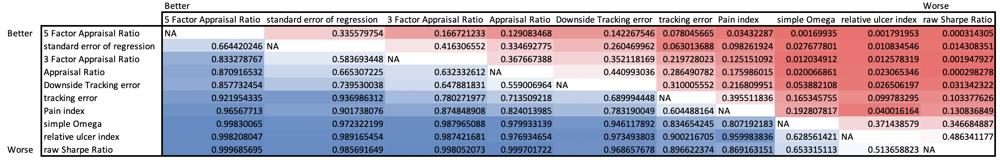 Better Worse
5 Factor Appraisal Ratio standard error of regression 3 Factor Appraisal Ratio Appraisal Ratio Downside Tracking error tracking error Pain index simple Omega relative ulcer index raw Sharpe Ratio
Better 5 Factor Appraisal Ratio NA 0.335579754 0.166721233 0.129083468 0.142267546 0.078045665 0.03432287 0.00169935 0.001791953 0.000314305
standard error of regression 0.664420246 NA 0.416306552 0.334692775 0.260469962 0.063013688 0.098261924 0.027677801 0.010834546 0.014308351
3 Factor Appraisal Ratio 0.833278767 0.583693448 NA 0.367667388 0.352118169 0.219728023 0.125151092 0.012034912 0.012578319 0.001947927
Appraisal Ratio 0.870916532 0.665307225 0.632332612 NA 0.440993036 0.286490782 0.175986015 0.020066861 0.023065346 0.000298278
Downside Tracking error 0.857732454 0.739530038 0.647881831 0.559006964 NA 0.310005552 0.216809951 0.053882108 0.026506197 0.031342322
tracking error 0.921954335 0.936986312 0.780271977 0.713509218 0.689994448 NA 0.395511836 0.165345755 0.099783295 0.103377626
Pain index 0.96567713 0.901738076 0.874848908 0.824013985 0.783190049 0.604488164 NA 0.192807817 0.040016164 0.130836849
simple Omega 0.99830065 0.972322199 0.987965088 0.979933139 0.946117892 0.834654245 0.807192183 NA 0.371438579 0.346684887
relative ulcer index 0.998208047 0.989165454 0.987421681 0.976934654 0.973493803 0.900216705 0.959983836 0.628561421 NA 0.486341177
Worse raw Sharpe Ratio 0.999685695 0.985691649 0.998052073 0.999701722 0.968657678 0.896622374 0.869163151 0.653315113 0.513658823 NA